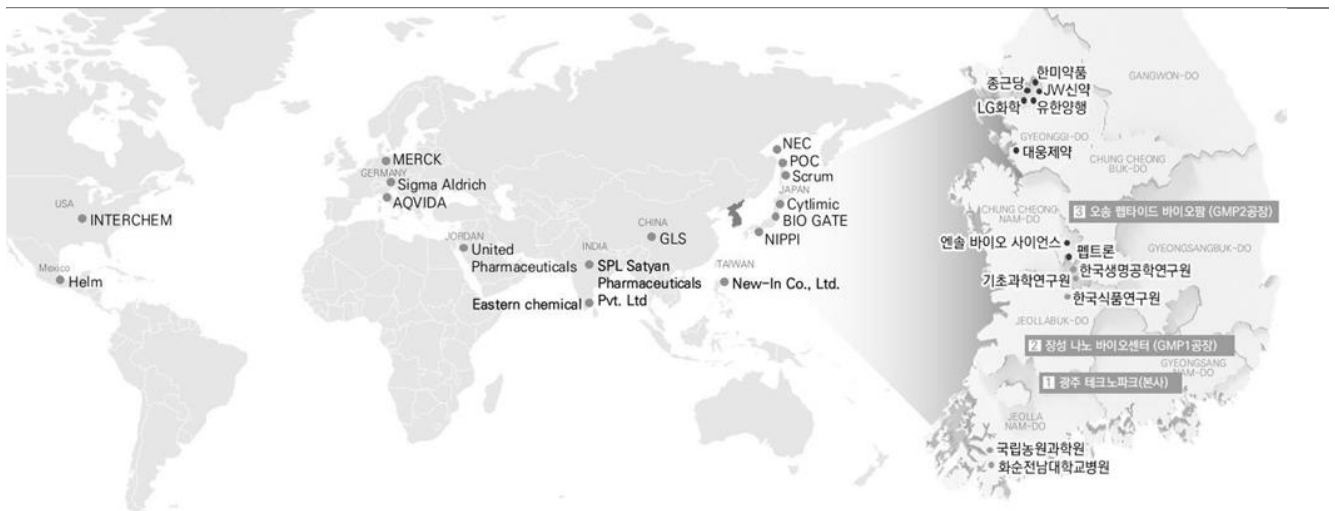 USA
INTERCHEM
Mexico
Helm
MERCK
GERMANY
Sigma Aldrich
AQVIDA
JORDAN
United
Pharmaceuticals
INDIA
SPL Satyan
Pharmaceuticals
Pvt. Ltd
Eastern chemical
CHINA
GLS
TAIWAN
New-In Co., Ltd.
NEC
POC
Scrum
JAPAN
Cytlimic
BIO GATE
NIPPI
GANGWON-DO
한미약품
종근당
JW신약
LG화학
유한양행
GYEONGGI-DO
대웅제약
CHUNG CHEONG
BUK-DO
CHUNG CHEONG
NAM-DO
3 오송 펩타이드 바이오팜 (GMP2공장)
GYEONGSANGBUK-DO
엔솔 바이오 사이언스
펩트론
한국생명공학연구원
기초과학연구원
한국식품연구원
JEOLLABUK-DO
2 장성 나노 바이오센터 (GMP1공장)
GYEONGSANG
NAM-DO
1 광주 테크노파크(본사)
JEOLLA
NAM-DO
국립농원과학원
화순전남대학교병원